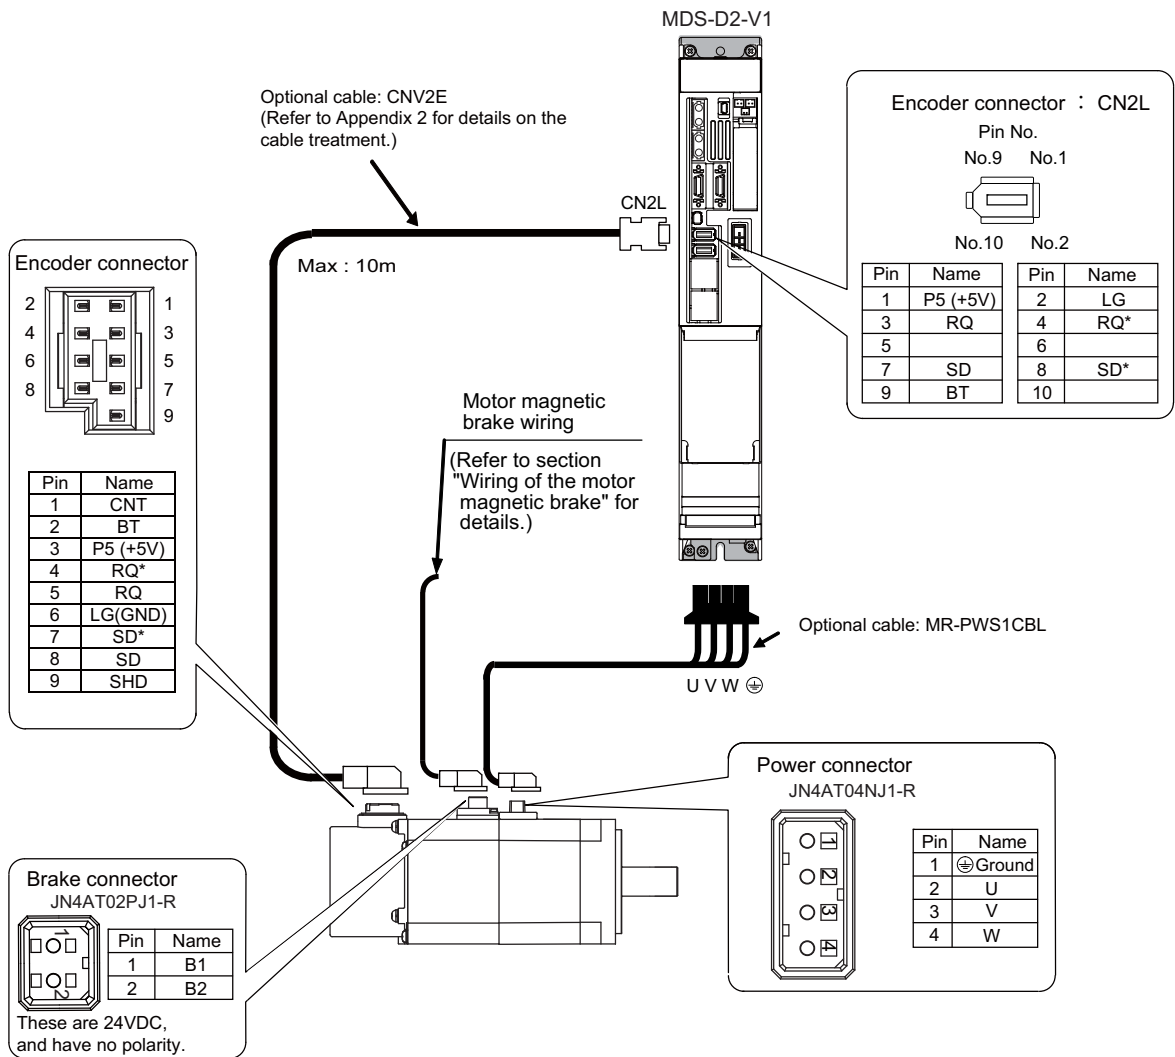 MDS-D2-V1
Optional cable: CNV2E
(Refer to Appendix 2 for details on the
cable treatment.)
CN2L
Max : 10m
Encoder connector : CN2L
Pin No.
No.9 No.1
No.10 No.2
Pin Name Pin Name
1 P5 (+5V) 2 LG
3 RQ 4 RQ*
5 6
7 SD 8 SD*
9 BT 10
Encoder connector
2 1
4 3
6 5
8 7
9
Pin Name
1 CNT
2 BT
3 P5 (+5V)
4 RQ*
5 RQ
6 LG(GND)
7 SD*
8 SD
9 SHD
Motor magnetic
brake wiring
(Refer to section
"Wiring of the motor
magnetic brake" for
details.)
Optional cable: MR-PWS1CBL
U V W
Power connector
JN4AT04NJ1-R
1
2
3
4
Pin Name
1 Ground
2 U
3 V
4 W
Brake connector
JN4AT02PJ1-R
1
2
Pin Name
1 B1
2 B2
These are 24VDC,
and have no polarity.